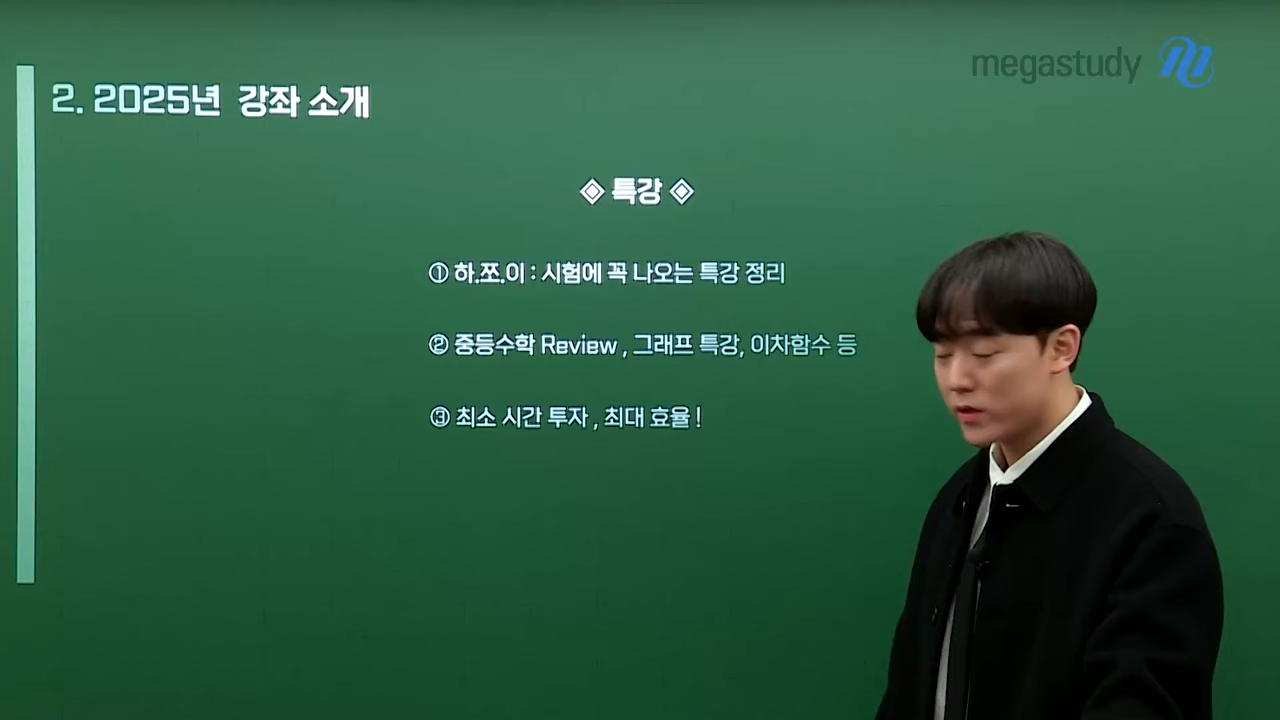 megastudy
2. 2025년 강좌 소개
◈ 특강 ◈
① 하.쪼.이 : 시험에 꼭 나오는 특강 정리
② 중등수학 Review , 그래프 특강, 이차함수 등
③ 최소 시간 투자 , 최대 효율 !